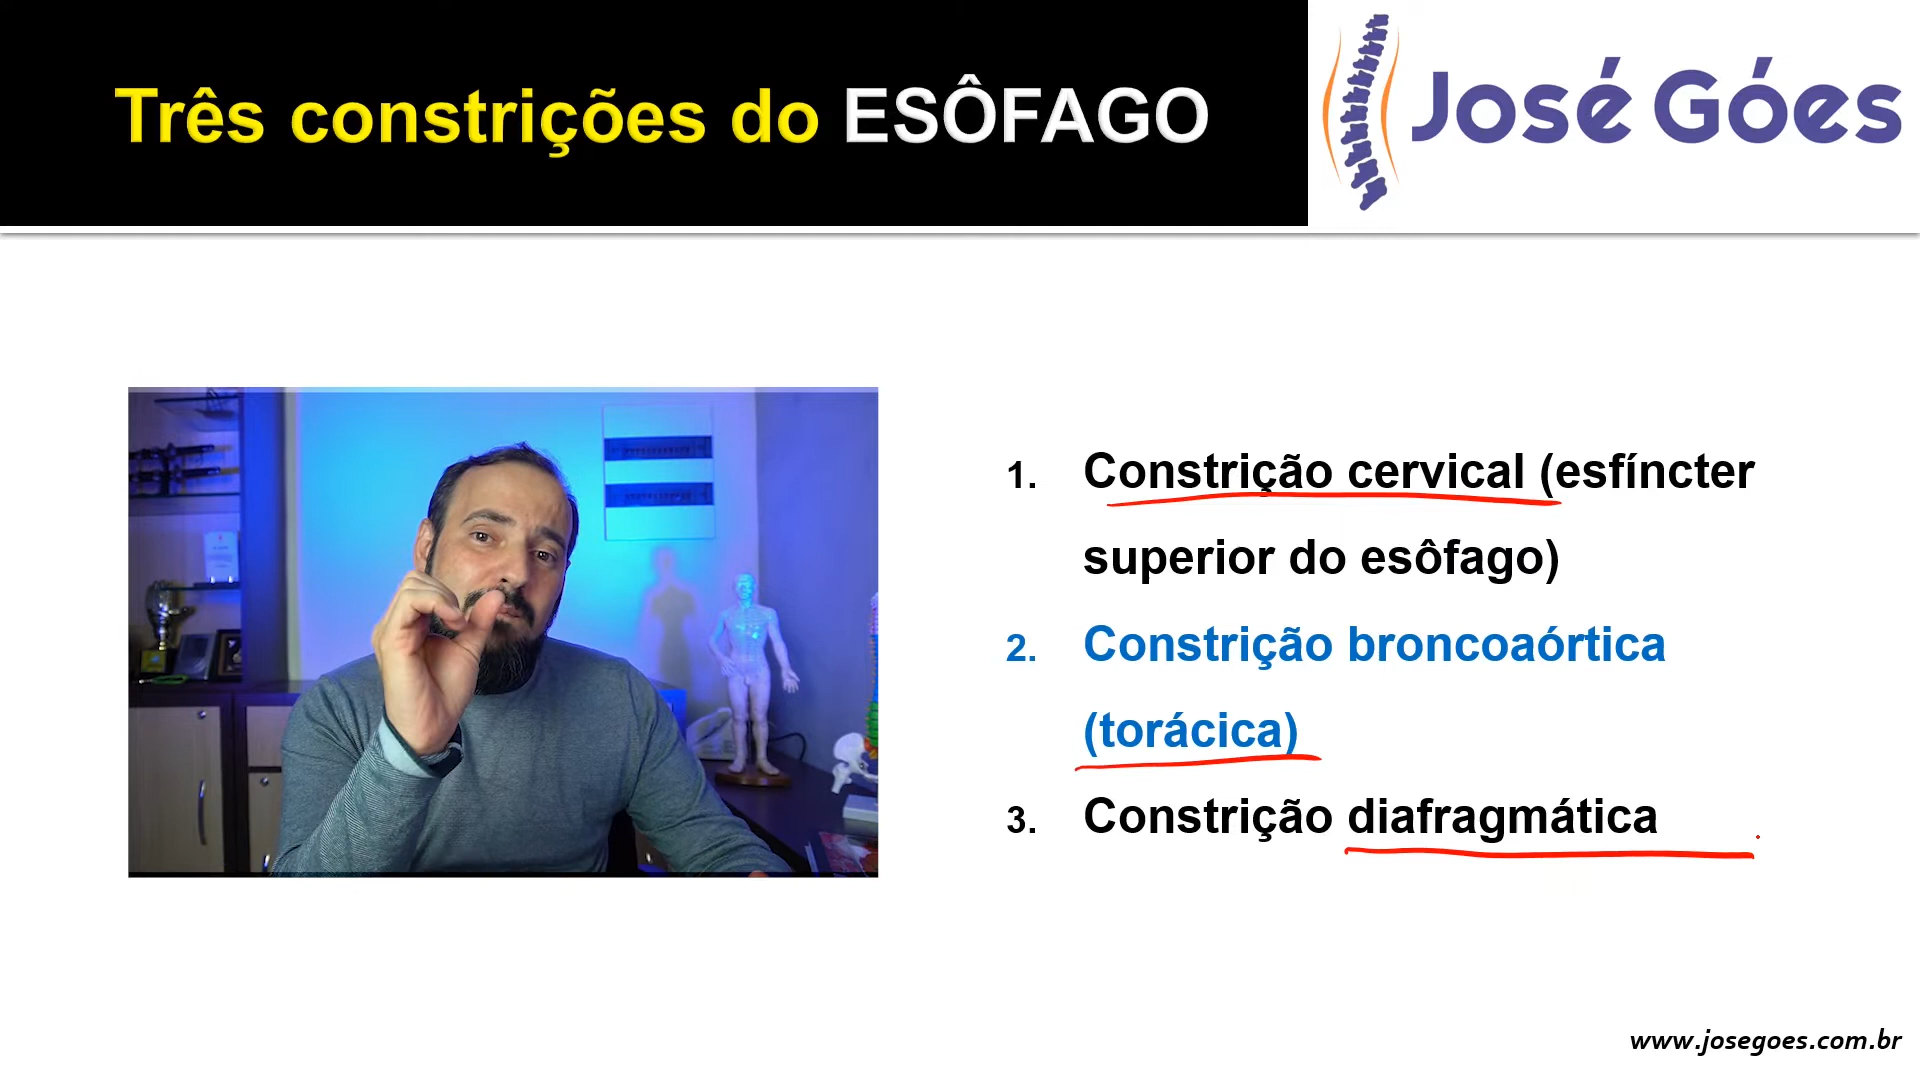 Três constrições do ESÔFAGO
José Góes
1. Constrição cervical (esfíncter
superior do esôfago)
2. Constrição broncoaórtica
(torácica)
3. Constrição diafragmática
www.josegoes.com.br